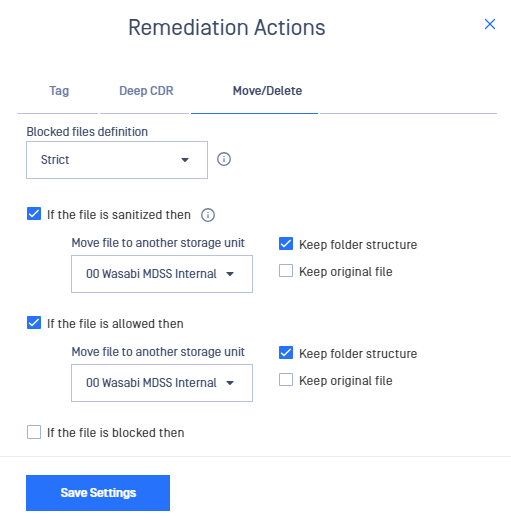 Remediation Actions
Tag Deep CDR Move/Delete
Blocked files definition
Strict
If the file is sanitized then
Move file to another storage unit
00 Wasabi MDSS Internal
Keep folder structure
Keep original file
If the file is allowed then
Move file to another storage unit
00 Wasabi MDSS Internal
Keep folder structure
Keep original file
If the file is blocked then
Save Settings